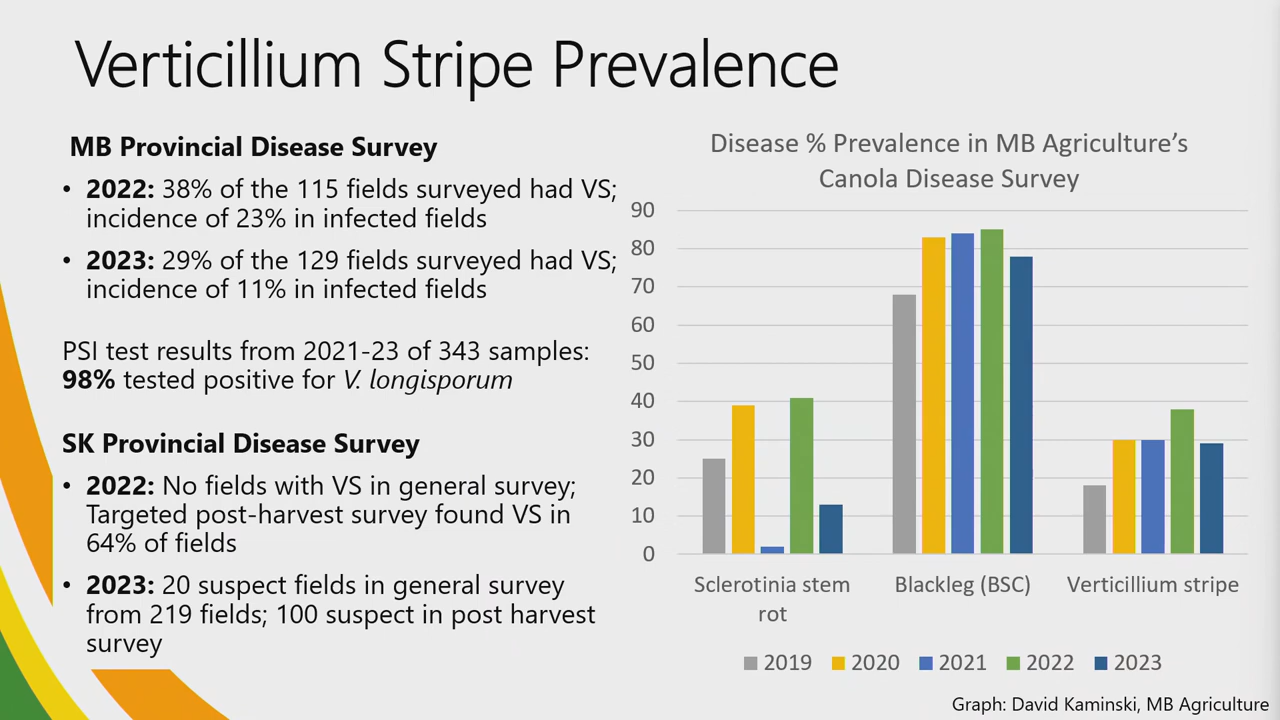 Verticillium Stripe Prevalence
MB Provincial Disease Survey
• 2022: 38% of the 115 fields surveyed had VS;
incidence of 23% in infected fields
• 2023: 29% of the 129 fields surveyed had VS;
incidence of 11% in infected fields
PSI test results from 2021-23 of 343 samples:
98% tested positive for V. longisporum
SK Provincial Disease Survey
• 2022: No fields with VS in general survey;
Targeted post-harvest survey found VS in
64% of fields
• 2023: 20 suspect fields in general survey
from 219 fields; 100 suspect in post harvest
survey
Disease % Prevalence in MB Agriculture's
Canola Disease Survey
90
80
70
60
50
40
30
20
10
0
Sclerotinia stem
rot
Blackleg (BSC)
Verticillium stripe
2019 2020 2021 2022 2023
Graph: David Kaminski, MB Agriculture